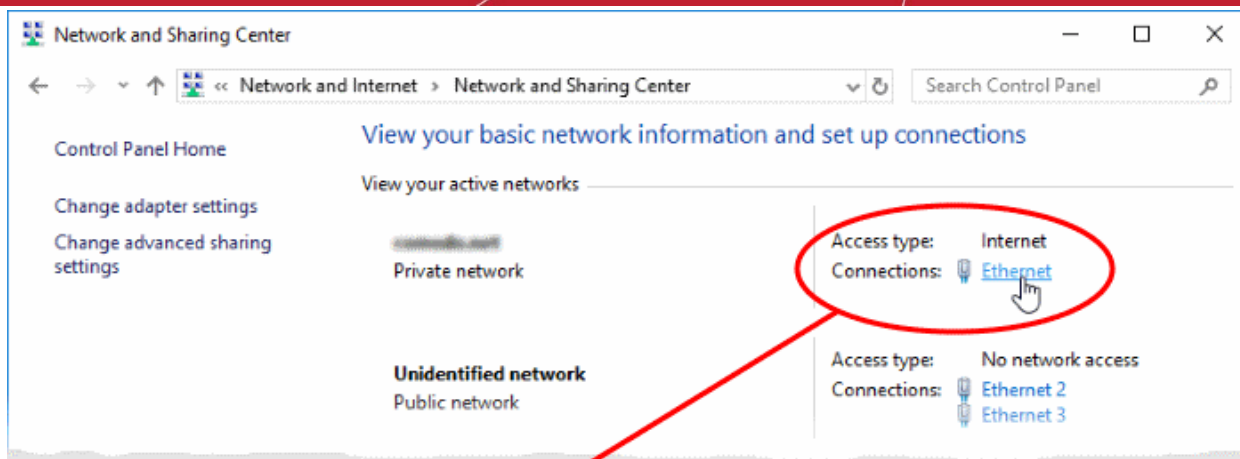 Network and Sharing Center
« Network and Internet › Network and Sharing Center
Search Control Panel
Control Panel Home
Change adapter settings
Change advanced sharing
settings
View your basic network information and set up connections
View your active networks
Private network
Access type: Internet
Connections: Ethernet
Unidentified network
Public network
Access type: No network access
Connections: Ethernet 2
Ethernet 3